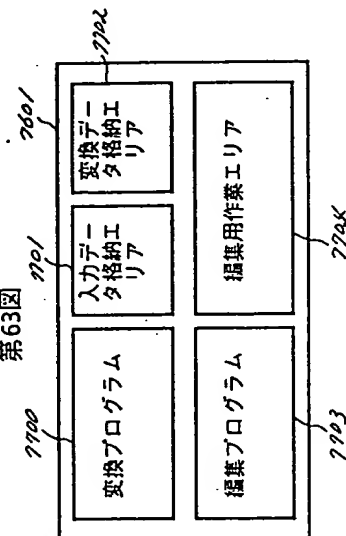 第63図
7601
7700
変換プログラム
7701
入力デー
タ格納エ
リア
7702
変換デー
タ格納エ
リア
編集プログラム
7703
編集用作業エリア